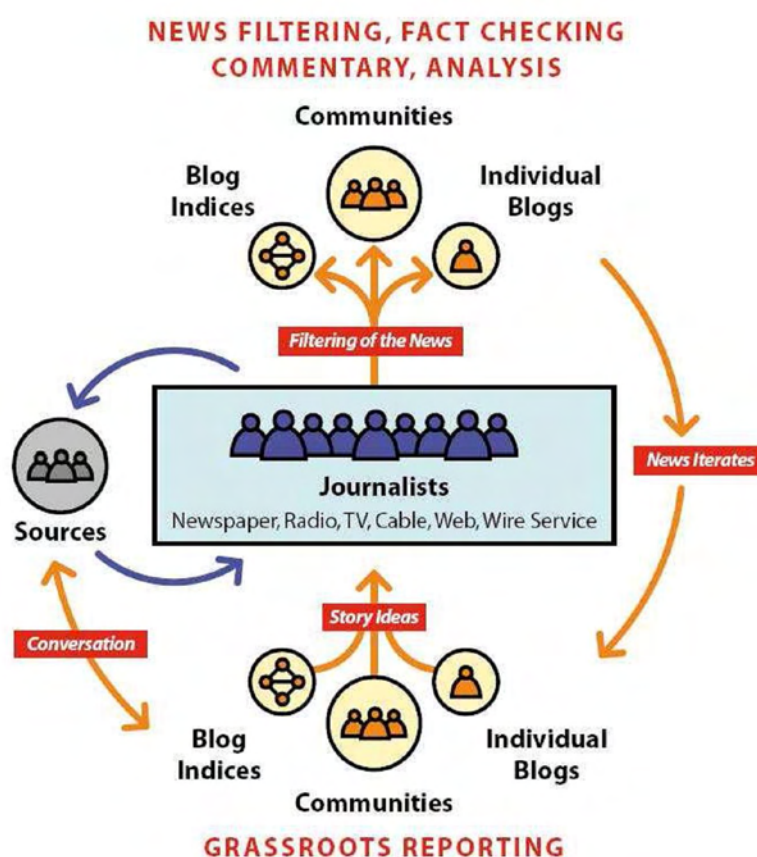 NEWS FILTERING, FACT CHECKING
COMMENTARY, ANALYSIS
Communities
Blog
Indices
Individual
Blogs
Filtering of the News
Journalists
Newspaper, Radio, TV, Cable, Web, Wire Service
News Iterates
Sources
Story Ideas
Conversation
Blog
Indices
Individual
Blogs
Communities
GRASSROOTS REPORTING